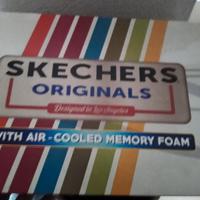 SKECHERS
ORIGINALS
Designed in Los Angeles
WITH AIR-COOLED MEMORY FOAM